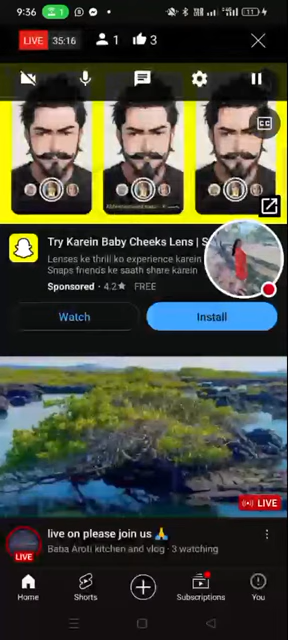 9:36
LIVE 35:16 1 3
CC
Try Karein Baby Cheeks Lens | S
Lenses ke thrill ko experience karein
Snaps friends ke saath share karein
Sponsored · 4.2★ FREE
Watch Install
LIVE
live on please join us 🙏
Baba Aroti kitchen and vlog · 3 watching
LIVE
Home Shorts Subscriptions You